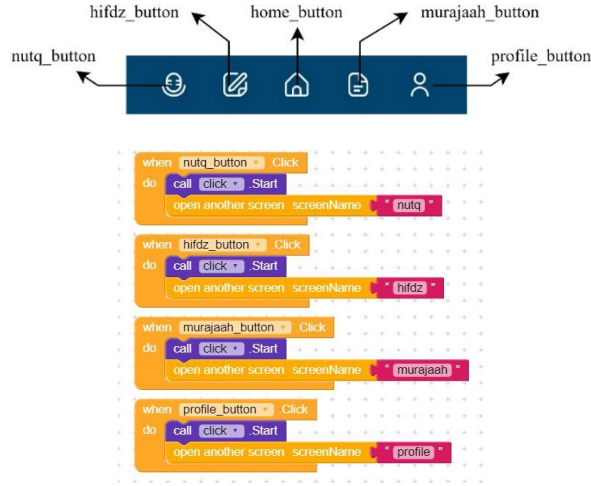 hifdz_button home_button murajaah_button
nutq_button profile_button
when nutq_button .Click
do call click .Start
open another screen screenName " nutq "
when hifdz_button .Click
do call click .Start
open another screen screenName " hifdz "
when murajaah_button .Click
do call click .Start
open another screen screenName " murajaah "
when profile_button .Click
do call click .Start
open another screen screenName " profile "